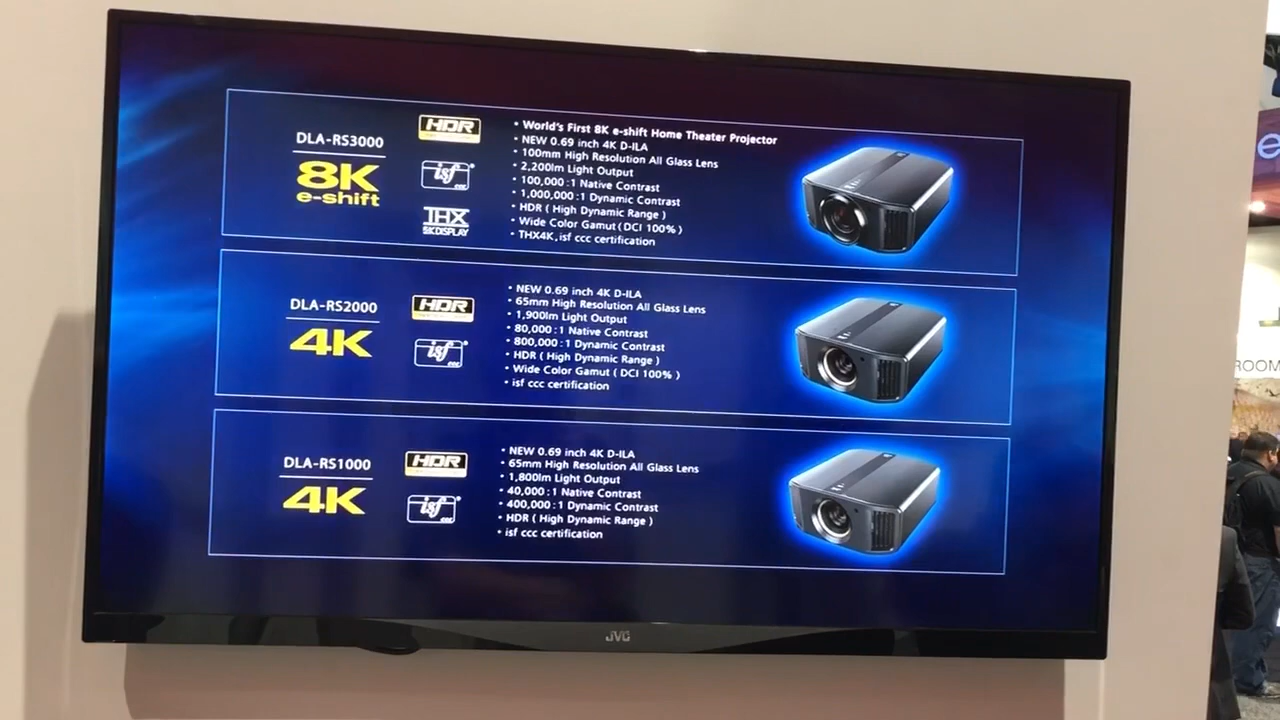 DLA-RS3000
8K
e-shift
HDR
isf
ccc
THX
• World's First 8K e-shift Home Theater Projector
• NEW 0.69 inch 4K D-ILA
• 100mm High Resolution All Glass Lens
• 2,200lm Light Output
• 100,000 : 1 Native Contrast
• 1,000,000 : 1 Dynamic Contrast
• HDR ( High Dynamic Range )
• Wide Color Gamut ( DCI 100% )
• THX4K, isf ccc certification
DLA-RS2000
4K
HDR
isf
ccc
• NEW 0.69 inch 4K D-ILA
• 65mm High Resolution All Glass Lens
• 1,900lm Light Output
• 80,000 : 1 Native Contrast
• 800,000 : 1 Dynamic Contrast
• HDR ( High Dynamic Range )
• Wide Color Gamut ( DCI 100% )
• isf ccc certification
DLA-RS1000
4K
HDR
isf
ccc
• NEW 0.69 inch 4K D-ILA
• 65mm High Resolution All Glass Lens
• 1,800lm Light Output
• 40,000 : 1 Native Contrast
• 400,000 : 1 Dynamic Contrast
• HDR ( High Dynamic Range )
• isf ccc certification
JVC
e
ROOM